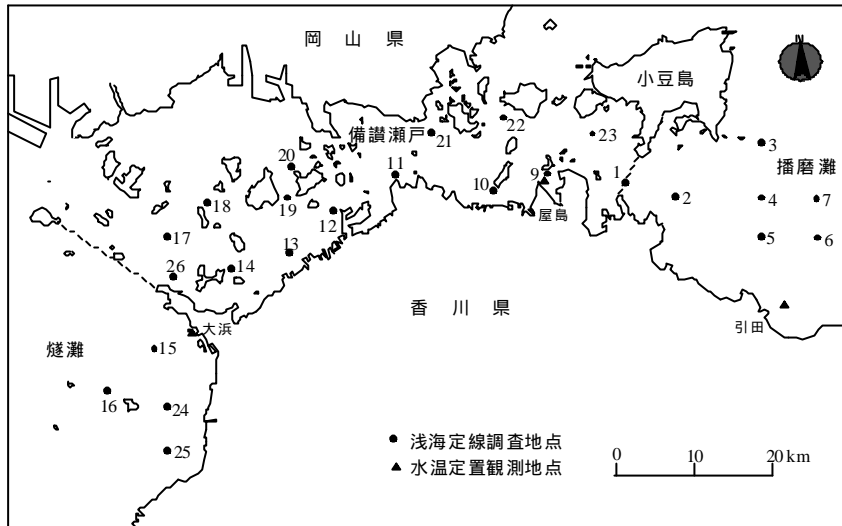 岡山県
N
小豆島
備讃瀬戸
22
21
23
3
播磨灘
20
11
1
9
10
2
4
7
18
19
12
屋島
17
13
5
6
14
26
香川県
大浜
引田
燧灘
15
16
24
25
● 浅海定線調査地点
▲ 水温定置観測地点
0 10 20 km